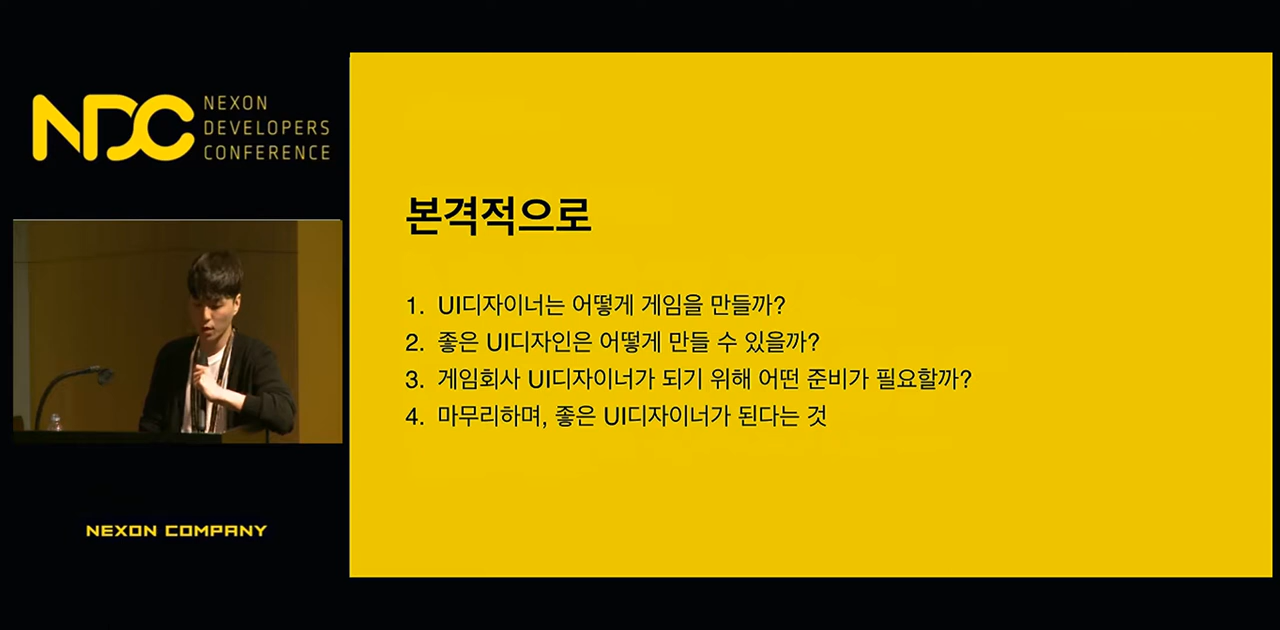 NDC
NEXON
DEVELOPERS
CONFERENCE
NEXON COMPANY
본격적으로
1. UI디자이너는 어떻게 게임을 만들까?
2. 좋은 UI디자인은 어떻게 만들 수 있을까?
3. 게임회사 UI디자이너가 되기 위해 어떤 준비가 필요할까?
4. 마무리하며, 좋은 UI디자이너가 된다는 것